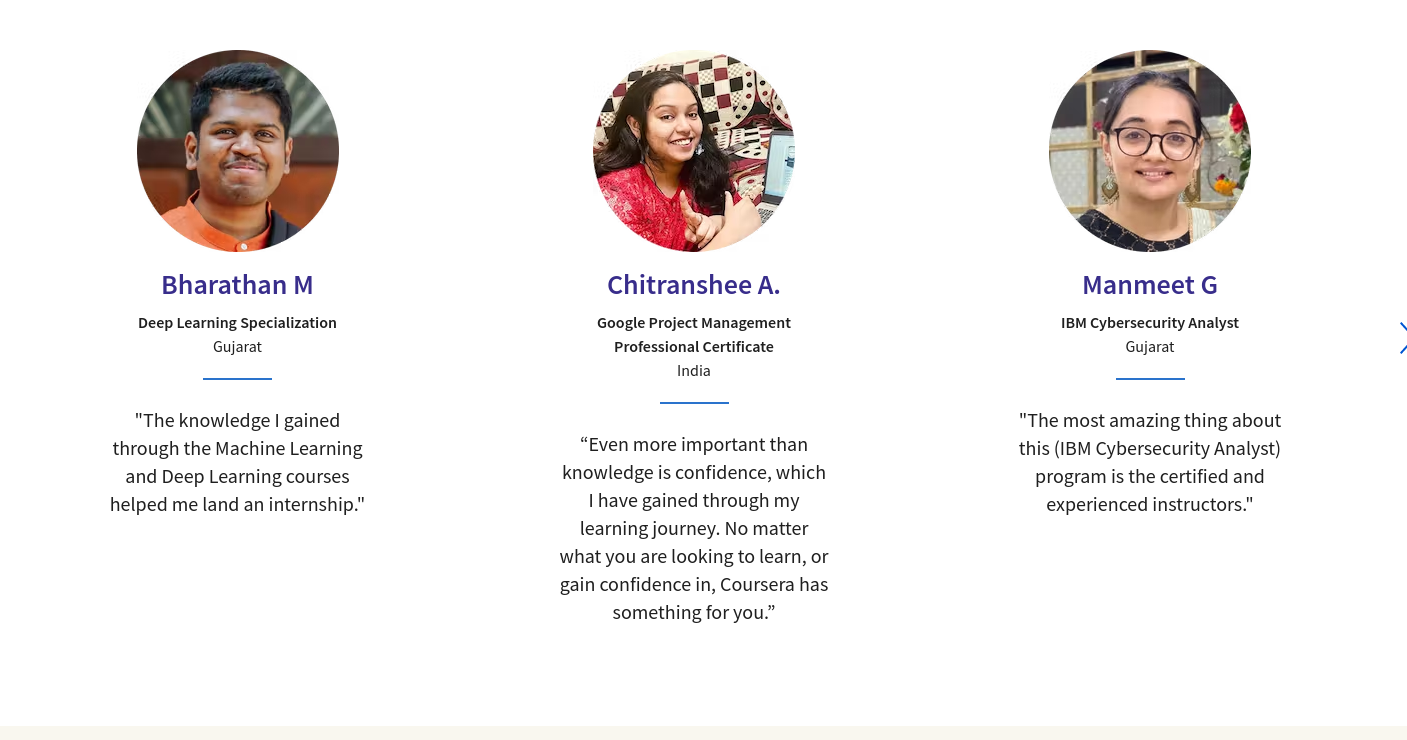 Bharathan M
Deep Learning Specialization
Gujarat
"The knowledge I gained
through the Machine Learning
and Deep Learning courses
helped me land an internship."
Chitranshee A.
Google Project Management
Professional Certificate
India
“Even more important than
knowledge is confidence, which
I have gained through my
learning journey. No matter
what you are looking to learn, or
gain confidence in, Coursera has
something for you.”
Manmeet G
IBM Cybersecurity Analyst
Gujarat
"The most amazing thing about
this (IBM Cybersecurity Analyst)
program is the certified and
experienced instructors."